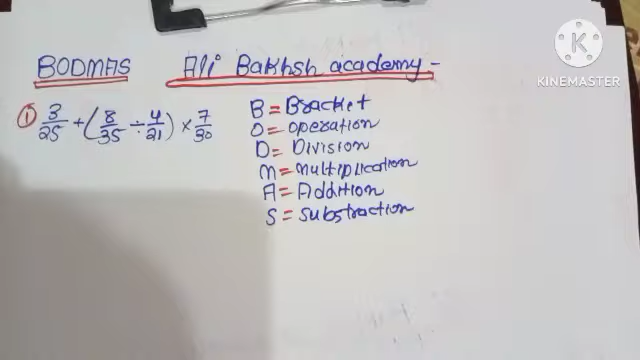 BODMAS Ali Bakhsh academy -
① 3/25 + (8/35 ÷ 4/21) × 7/30
B = Bracket
O = operation
D = Division
M = multiplication
A = Addition
S = Substraction
K
KINEMASTER